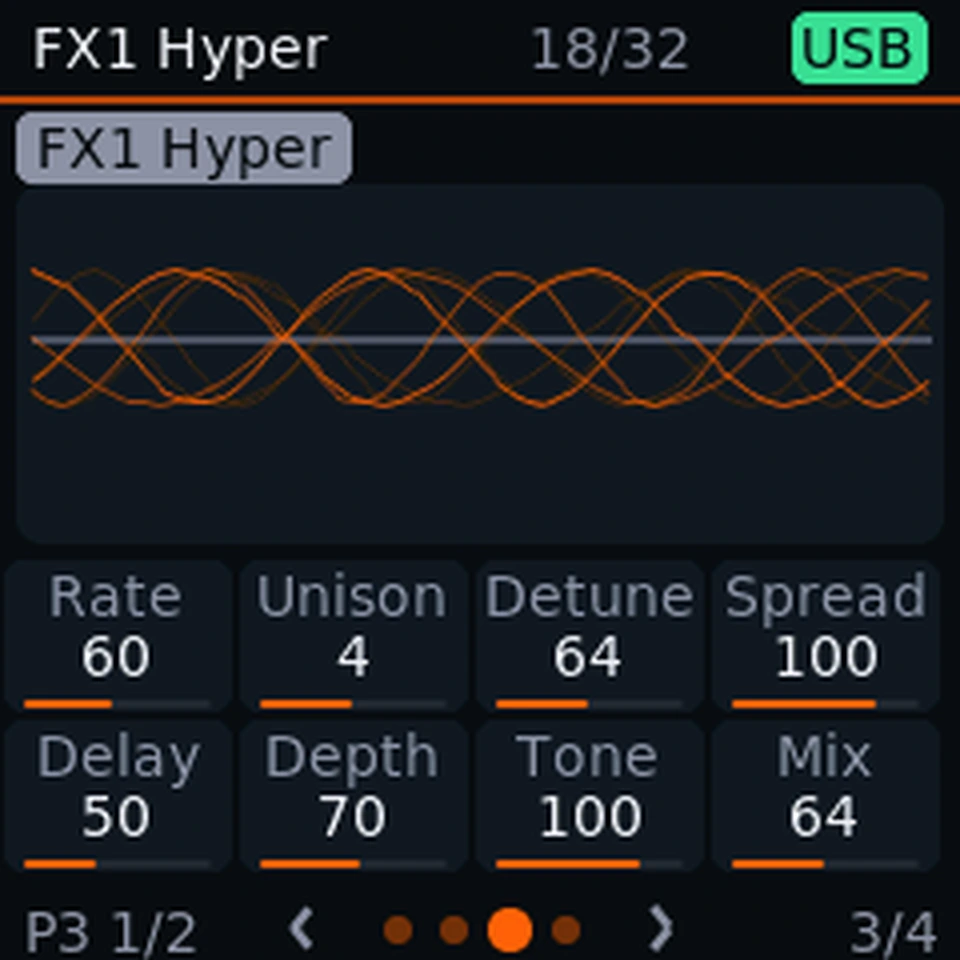 FX1 Hyper 18/32 USB
FX1 Hyper
Rate Unison Detune Spread
60 4 64 100
Delay Depth Tone Mix
50 70 100 64
P3 1/2 ‹ › 3/4